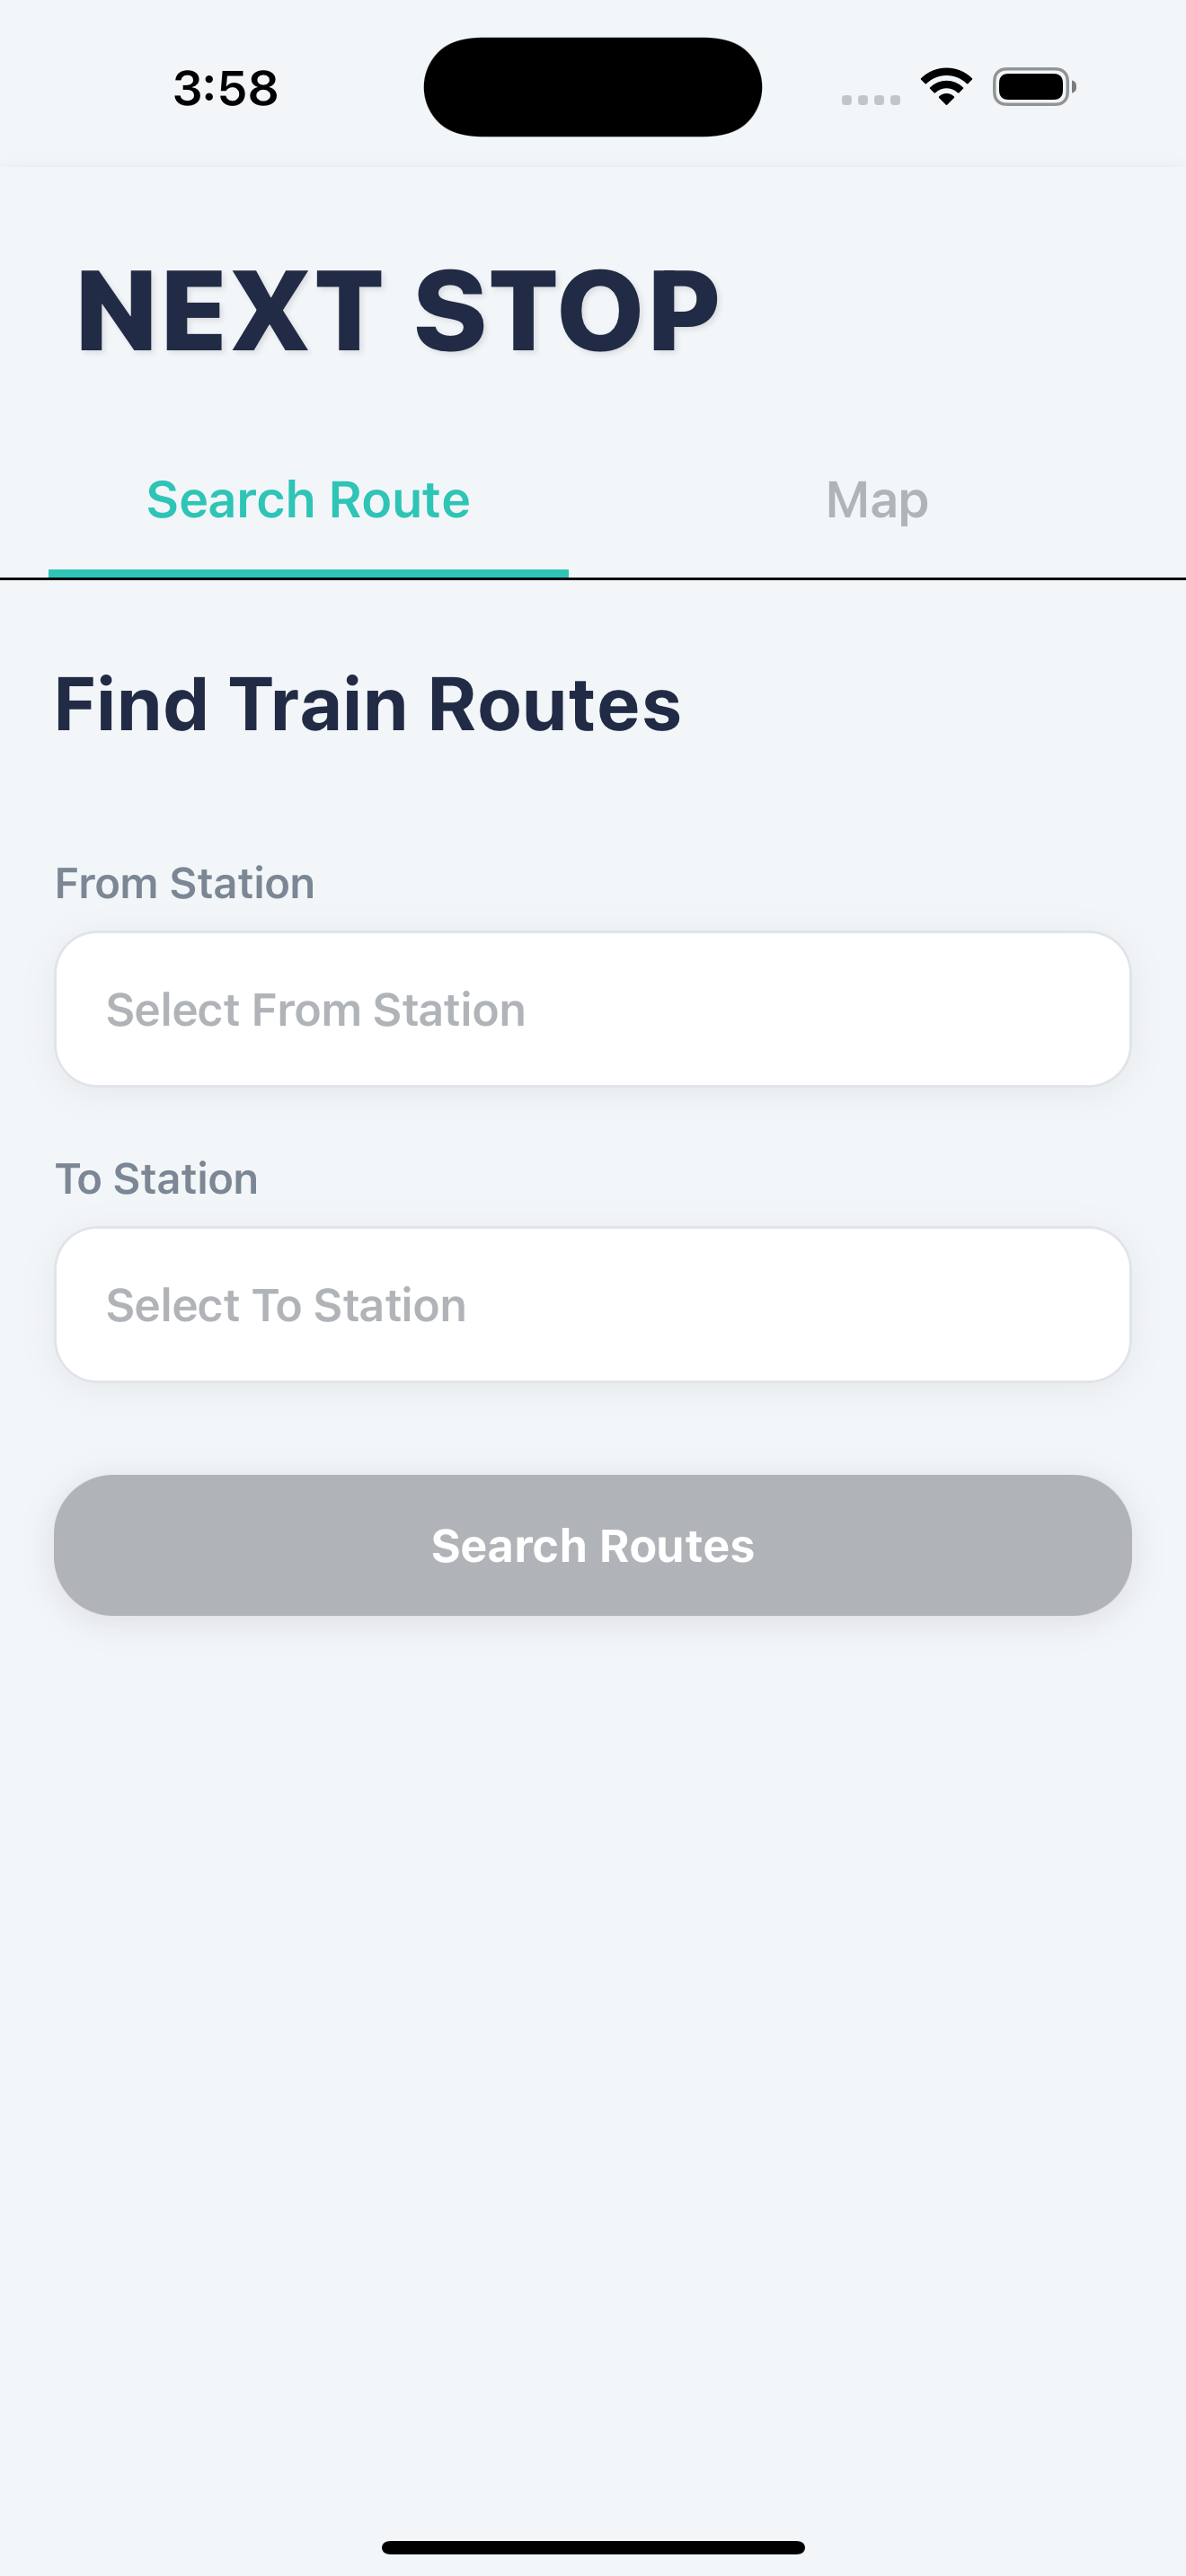 3:58
NEXT STOP
Search Route
Map
Find Train Routes
From Station
Select From Station
To Station
Select To Station
Search Routes